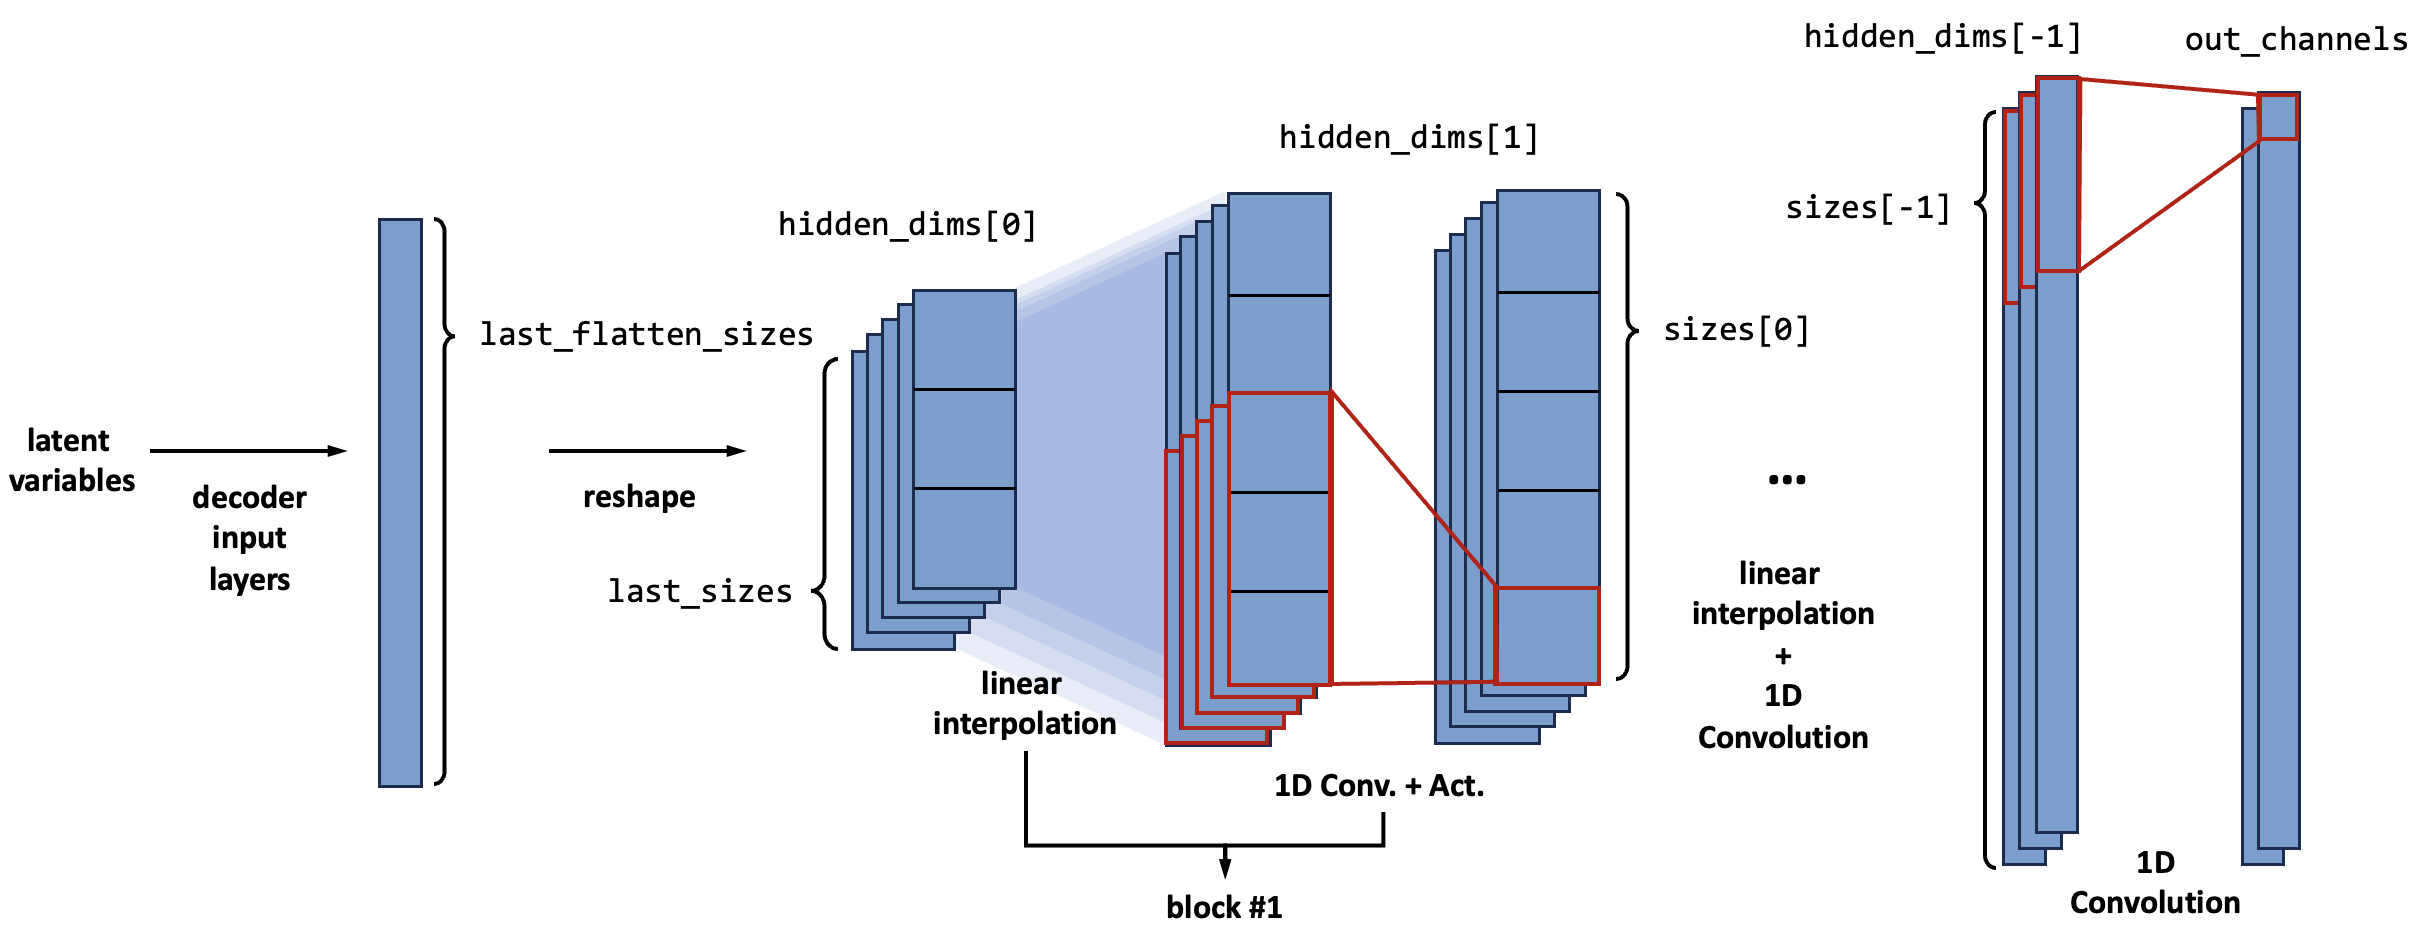 latent
variables
decoder
input
layers
last_flatten_sizes
reshape
hidden_dims[0]
last_sizes
linear
interpolation
hidden_dims[1]
1D Conv. + Act.
block #1
sizes[0]
...
linear
interpolation
+
1D
Convolution
hidden_dims[-1]
sizes[-1]
out_channels
1D
Convolution